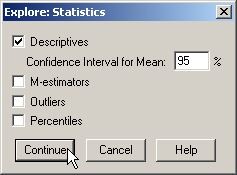 Explore: Statistics
Descriptives
Confidence Interval for Mean: 95 %
M-estimators
Outliers
Percentiles
Continue Cancel Help